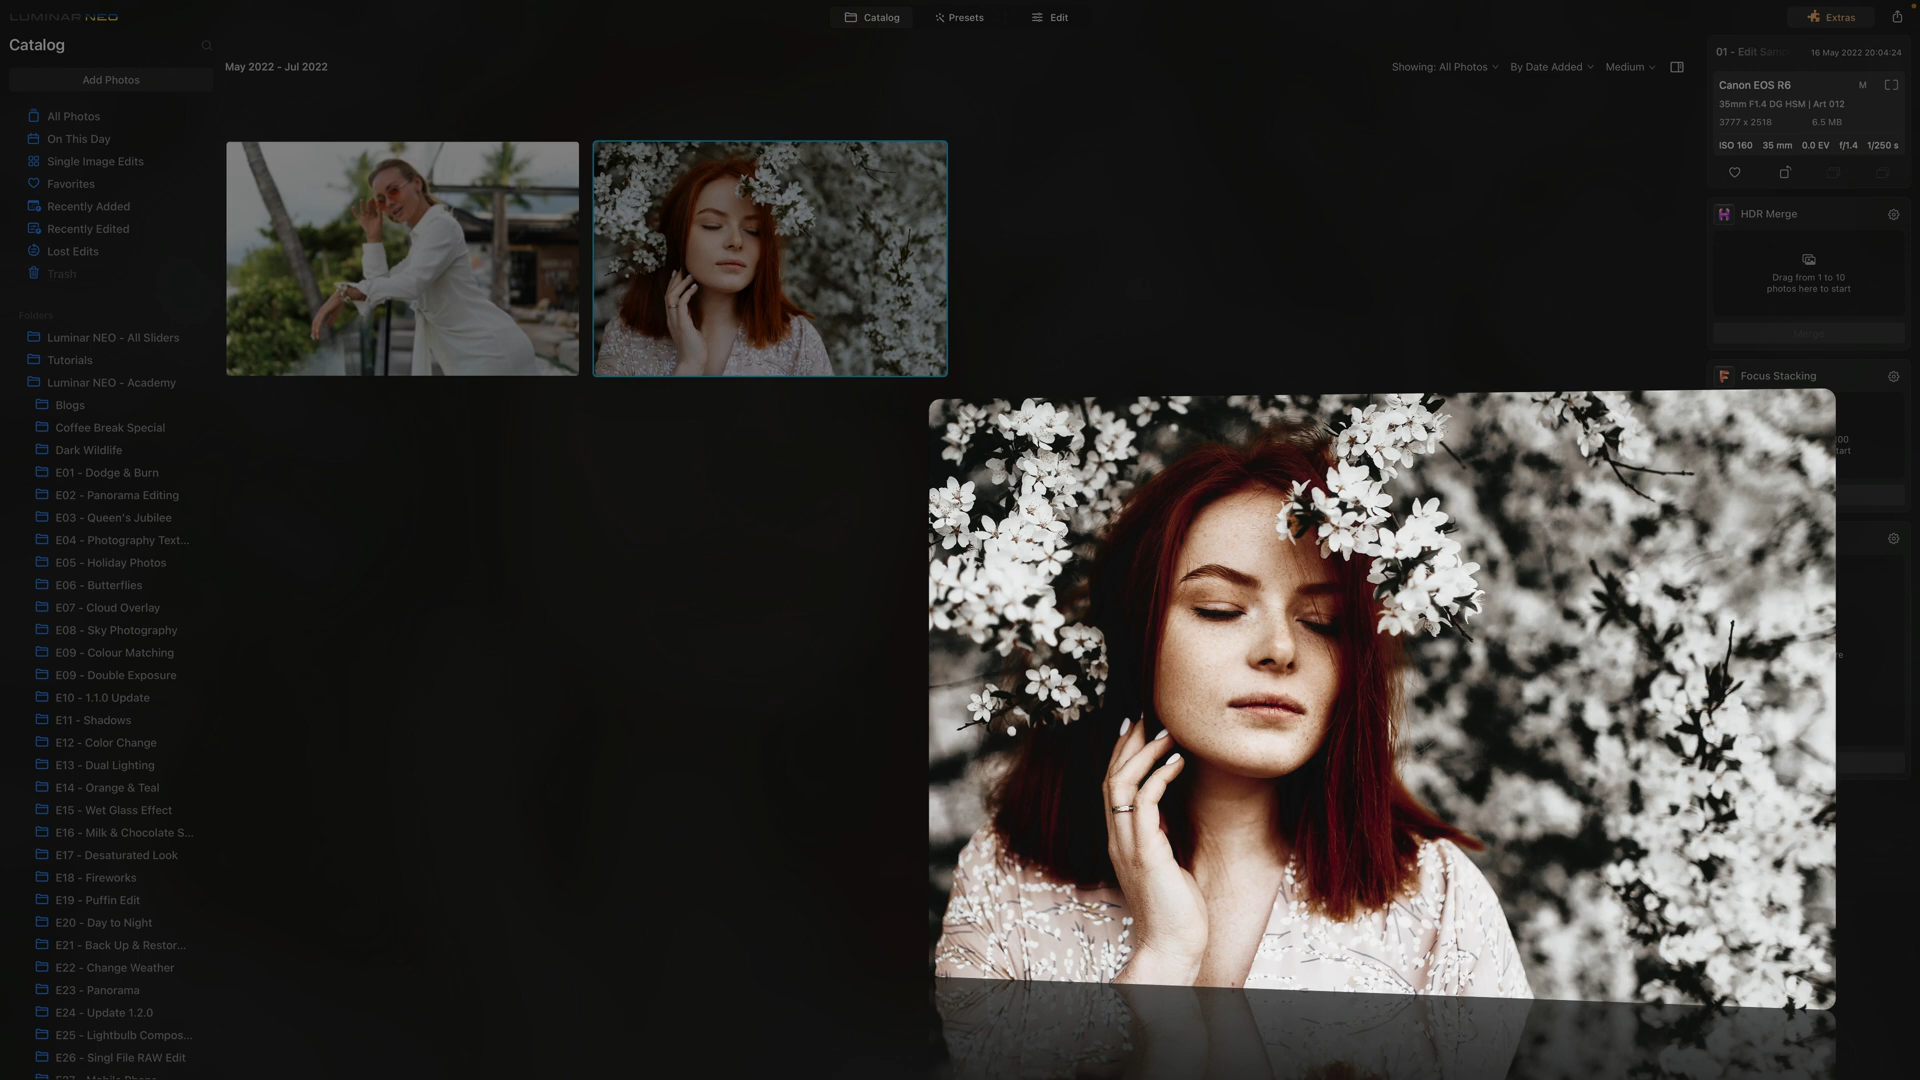 LUMINAR NEO
Catalog
Presets
Edit
Extras
Catalog
Add Photos
All Photos
On This Day
Single Image Edits
Favorites
Recently Added
Recently Edited
Lost Edits
Trash
Folders
Luminar NEO - All Sliders
Tutorials
Luminar NEO - Academy
Blogs
Coffee Break Special
Dark Wildlife
E01 - Dodge & Burn
E02 - Panorama Editing
E03 - Queen's Jubilee
E04 - Photography Text...
E05 - Holiday Photos
E06 - Butterflies
E07 - Cloud Overlay
E08 - Sky Photography
E09 - Colour Matching
E09 - Double Exposure
E10 - 1.1.0 Update
E11 - Shadows
E12 - Color Change
E13 - Dual Lighting
E14 - Orange & Teal
E15 - Wet Glass Effect
E16 - Milk & Chocolate S...
E17 - Desaturated Look
E18 - Fireworks
E19 - Puffin Edit
E20 - Day to Night
E21 - Back Up & Restor...
E22 - Change Weather
E23 - Panorama
E24 - Update 1.2.0
E25 - Lightbulb Compos...
E26 - Singl File RAW Edit
May 2022 - Jul 2022
Showing: All Photos
By Date Added
Medium
01 - Edit Sam 16 May 2022 20:04:24
Canon EOS R6 M
35mm F1.4 DG HSM | Art 012
3777 x 2518 6.5 MB
ISO 160 35 mm 0.0 EV f/1.4 1/250 s
HDR Merge
Drag from 1 to 10
photos here to start
Merge
Focus Stacking
00
tart
re